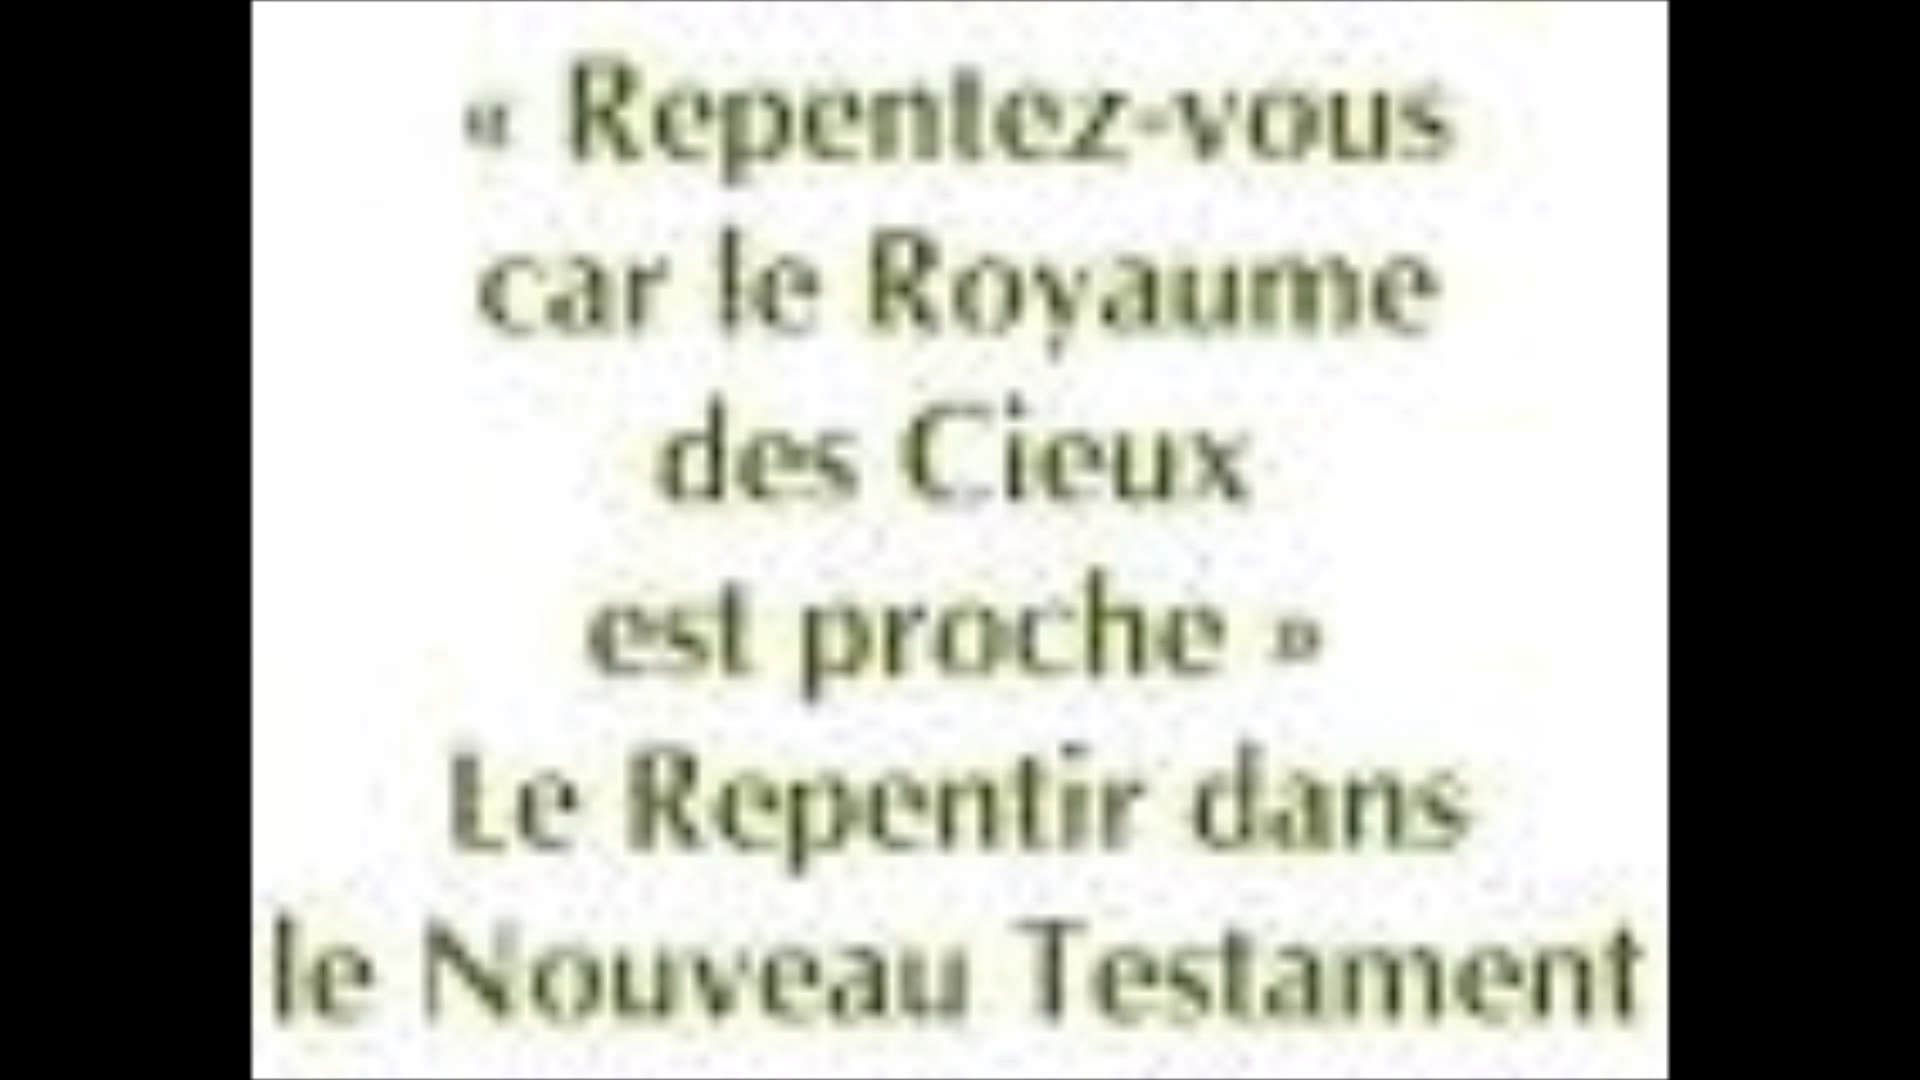 « Repentez-vous
car le Royaume
des Cieux
est proche »
Le Repentir dans
le Nouveau Testament